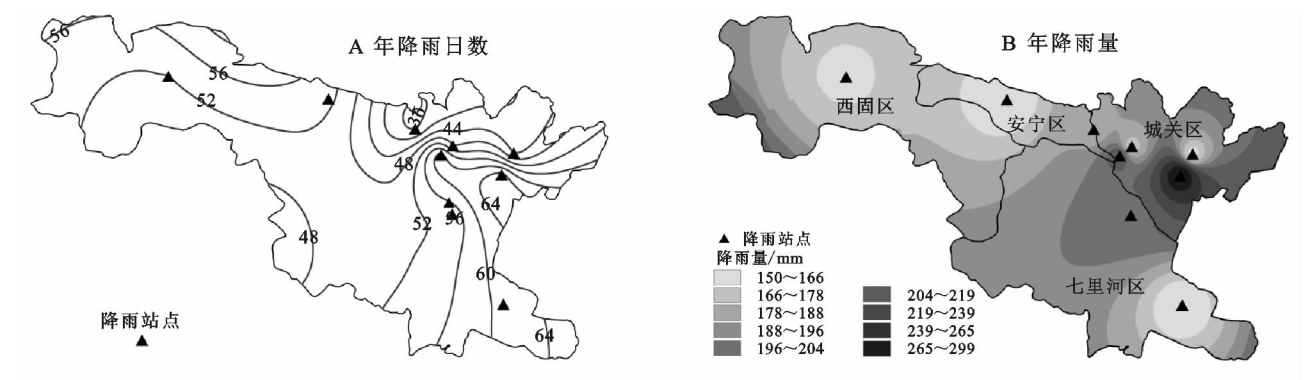 A 年降雨日数
56
56
52
36
44
48
52
56
64
48
60
64
降雨站点
B 年降雨量
西固区
安宁区
城关区
七里河区
降雨站点
降雨量/mm
150～166
166～178
178～188
188～196
196～204
204～219
219～239
239～265
265～299